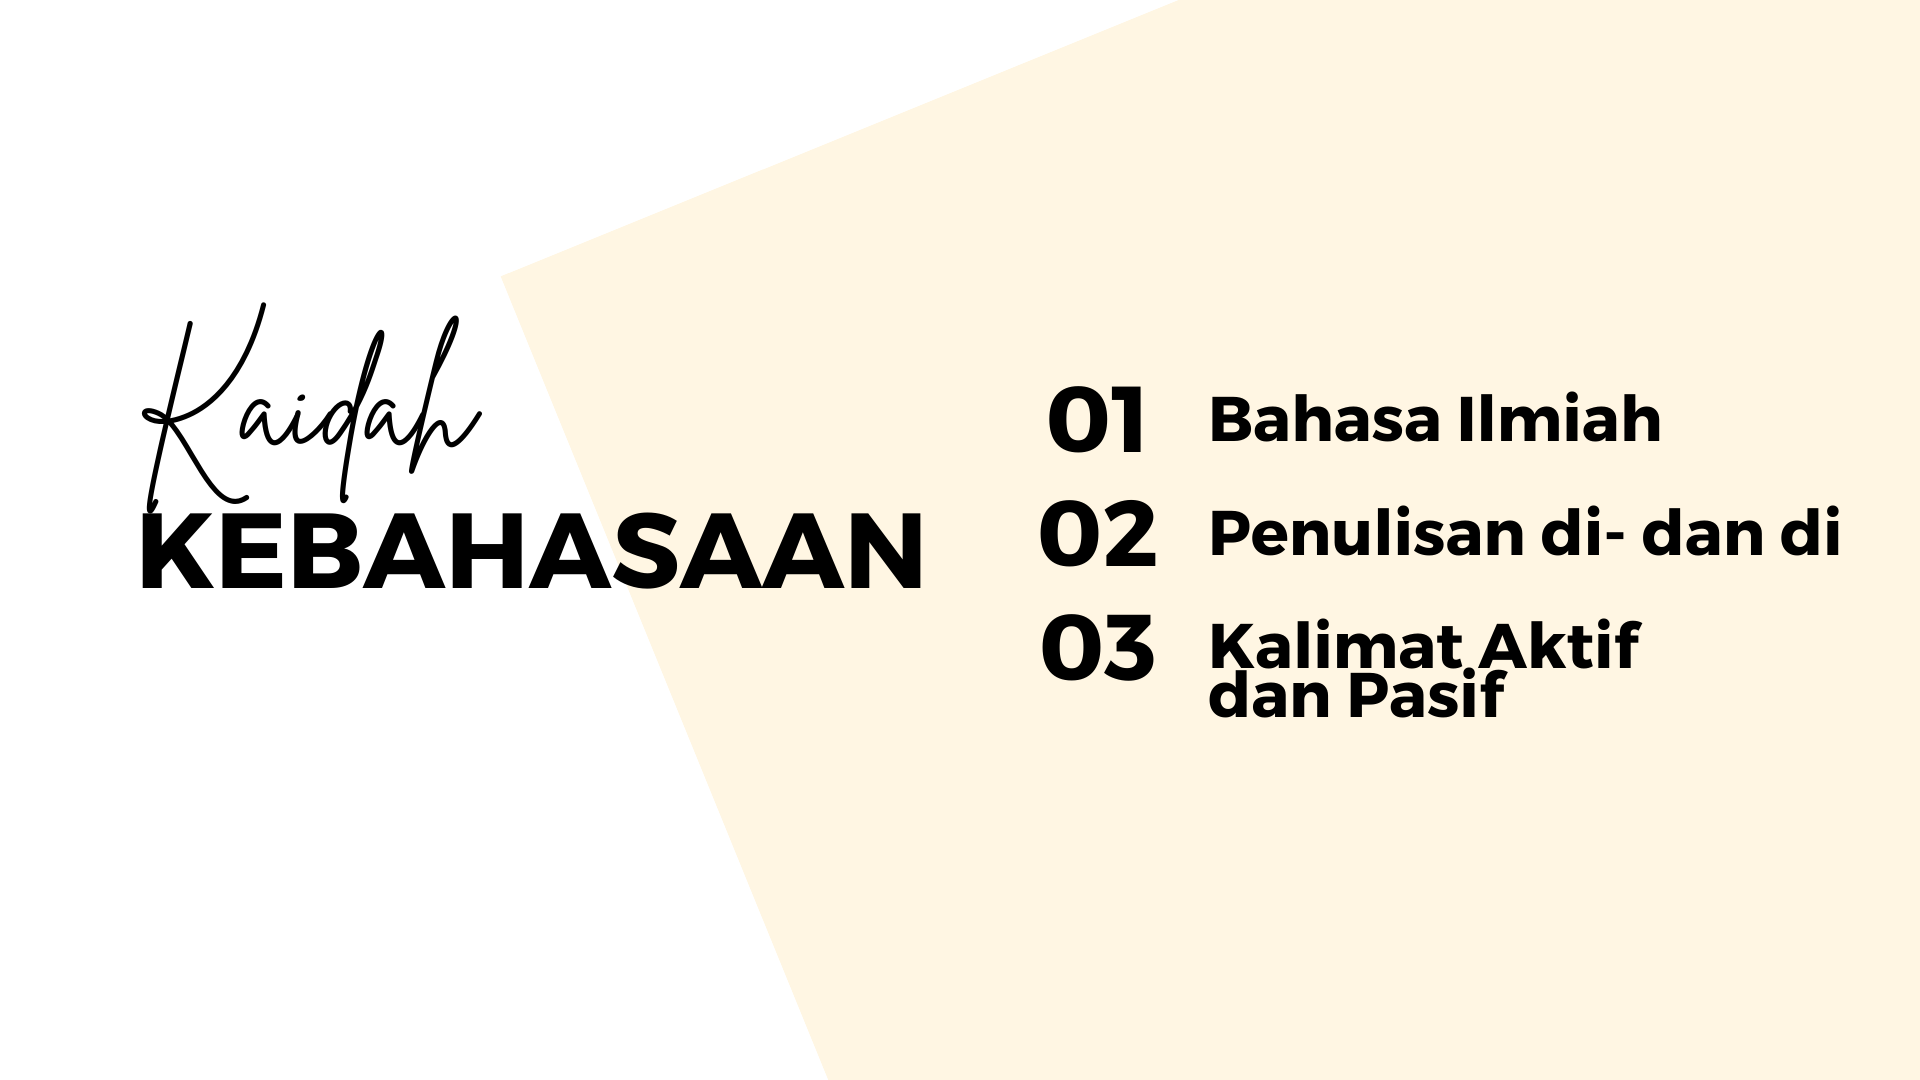 Kaidah
KEBAHASAAN
01 Bahasa Ilmiah
02 Penulisan di- dan di
03 Kalimat Aktif
dan Pasif